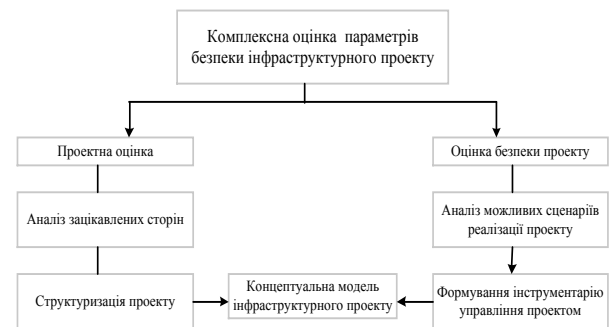 Комплексна оцінка параметрів
безпеки інфраструктурного проекту
Проектна оцінка
Оцінка безпеки проекту
Аналіз зацікавлених сторін
Аналіз можливих сценаріїв
реалізації проекту
Структуризація проекту
Концептуальна модель
інфраструктурного проекту
Формування інструментарію
управління проектом